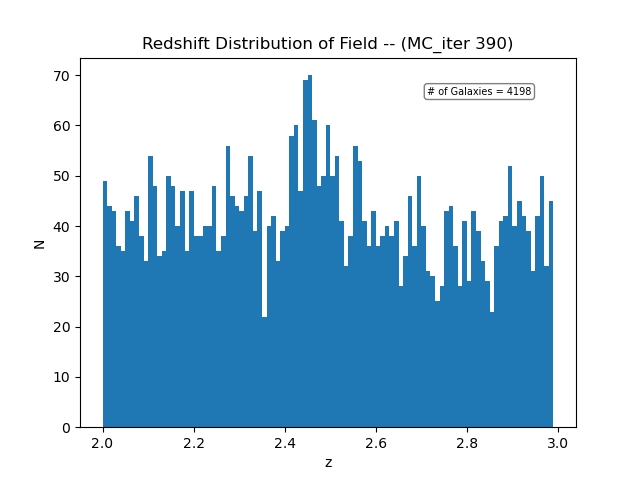 Redshift Distribution of Field -- (MC_iter 390)
# of Galaxies = 4198
70
60
50
40
30
20
10
0
N
2.0 2.2 2.4 2.6 2.8 3.0
z